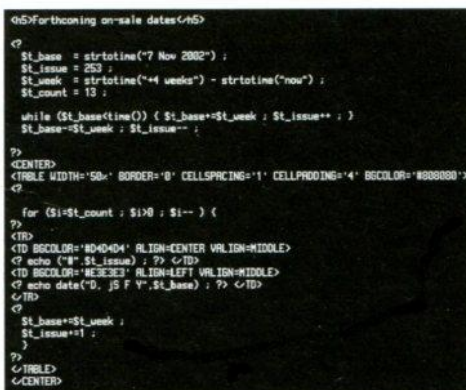 <h5>Forthcoming on-sale dates</h5>
<?
$t_base = strtotime("7 Nov 2002") ;
$t_issue = 253 ;
$t_week = strtotime("+4 weeks") - strtotime("now") ;
$t_count = 13 ;
while ($t_base<time()) { $t_base+=$t_week ; $t_issue++ ; }
$t_base-=$t_week ; $t_issue-- ;
?>
<CENTER>
<TABLE WIDTH='50%' BORDER='0' CELLSPACING='1' CELLPADDING='4' BGCOLOR='#808080'>
<?
for ($i=$t_count ; $i>0 ; $i-- ) {
?>
<TR>
<TD BGCOLOR='#D4D4D4' ALIGN=CENTER VALIGN=MIDDLE>
<? echo ("#".$t_issue) ; ?> </TD>
<TD BGCOLOR='#E3E3E3' ALIGN=LEFT VALIGN=MIDDLE>
<? echo date("D, jS F Y",$t_base) ; ?> </TD>
</TR>
<?
$t_base+=$t_week ;
$t_issue+=1 ;
}
?>
</TABLE>
</CENTER>